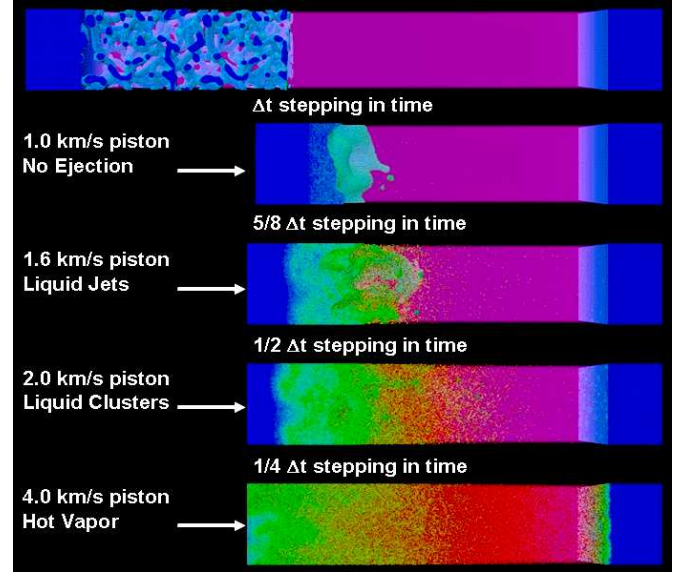 Δt stepping in time
1.0 km/s piston
No Ejection
5/8 Δt stepping in time
1.6 km/s piston
Liquid Jets
1/2 Δt stepping in time
2.0 km/s piston
Liquid Clusters
1/4 Δt stepping in time
4.0 km/s piston
Hot Vapor